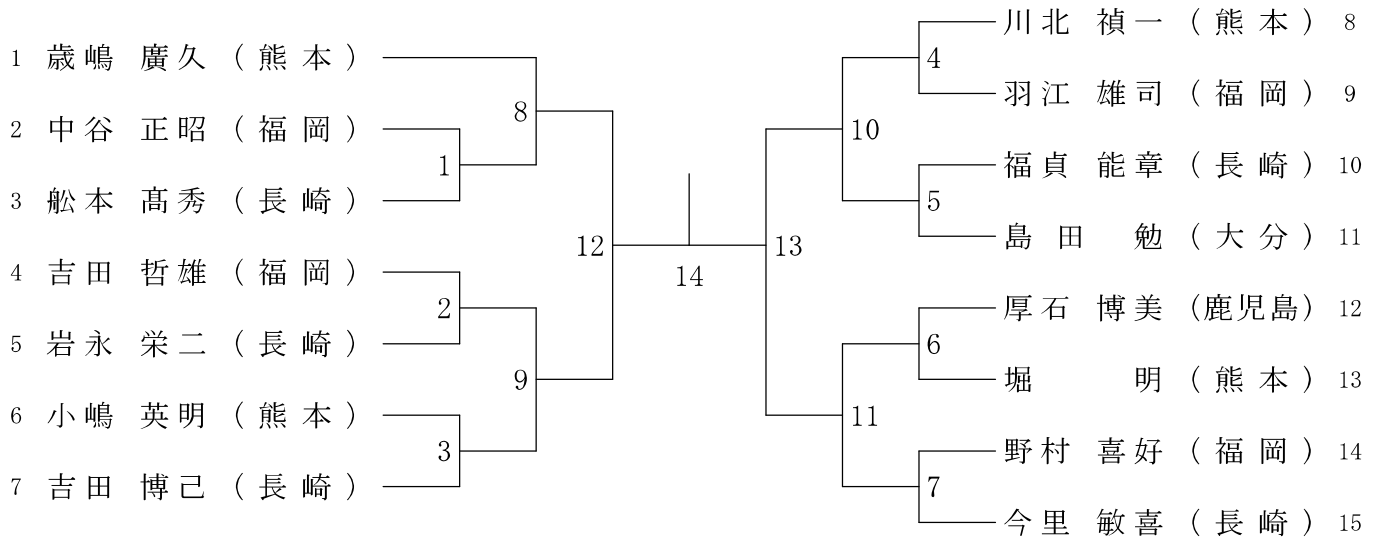 1 歳嶋 廣久 (熊本)
2 中谷 正昭 (福岡)
3 舩本 髙秀 (長崎)
4 吉田 哲雄 (福岡)
5 岩永 栄二 (長崎)
6 小嶋 英明 (熊本)
7 吉田 博己 (長崎)
8
1
2
9
3
12
14
13
4
10
5
6
11
7
川北 禎一 (熊本) 8
羽江 雄司 (福岡) 9
福貞 能章 (長崎) 10
島田 勉 (大分) 11
厚石 博美 (鹿児島) 12
堀 明 (熊本) 13
野村 喜好 (福岡) 14
今里 敏喜 (長崎) 15